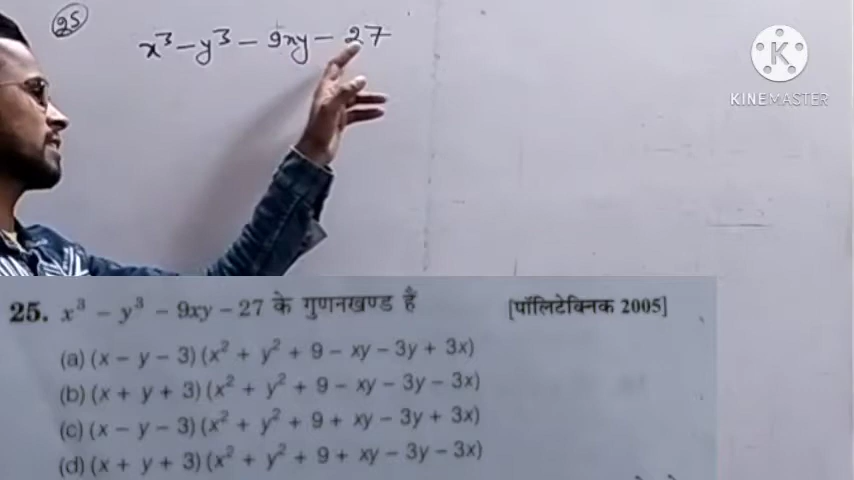 25
x³ - y³ - 9xy - 27
KINEMASTER
25. x³ - y³ - 9xy - 27 के गुणनखण्ड हैं [पॉलिटेक्निक 2005]
(a) (x - y - 3) (x² + y² + 9 - xy - 3y + 3x)
(b) (x + y + 3) (x² + y² + 9 - xy - 3y - 3x)
(c) (x - y - 3) (x² + y² + 9 + xy - 3y + 3x)
(d) (x + y + 3) (x² + y² + 9 + xy - 3y - 3x)